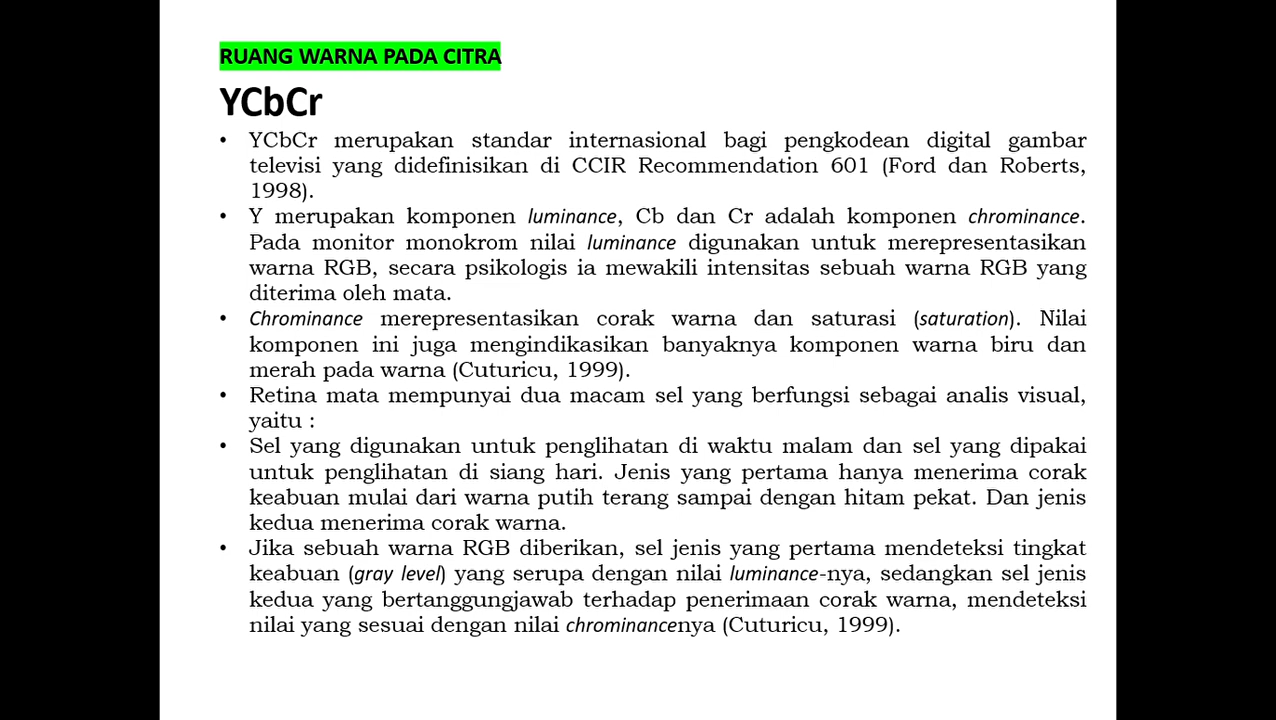 RUANG WARNA PADA CITRA
YCbCr
• YCbCr merupakan standar internasional bagi pengkodean digital gambar
televisi yang didefinisikan di CCIR Recommendation 601 (Ford dan Roberts,
1998).
• Y merupakan komponen luminance, Cb dan Cr adalah komponen chrominance.
Pada monitor monokrom nilai luminance digunakan untuk merepresentasikan
warna RGB, secara psikologis ia mewakili intensitas sebuah warna RGB yang
diterima oleh mata.
• Chrominance merepresentasikan corak warna dan saturasi (saturation). Nilai
komponen ini juga mengindikasikan banyaknya komponen warna biru dan
merah pada warna (Cuturicu, 1999).
• Retina mata mempunyai dua macam sel yang berfungsi sebagai analis visual,
yaitu :
• Sel yang digunakan untuk penglihatan di waktu malam dan sel yang dipakai
untuk penglihatan di siang hari. Jenis yang pertama hanya menerima corak
keabuan mulai dari warna putih terang sampai dengan hitam pekat. Dan jenis
kedua menerima corak warna.
• Jika sebuah warna RGB diberikan, sel jenis yang pertama mendeteksi tingkat
keabuan (gray level) yang serupa dengan nilai luminance-nya, sedangkan sel jenis
kedua yang bertanggungjawab terhadap penerimaan corak warna, mendeteksi
nilai yang sesuai dengan nilai chrominancenya (Cuturicu, 1999).